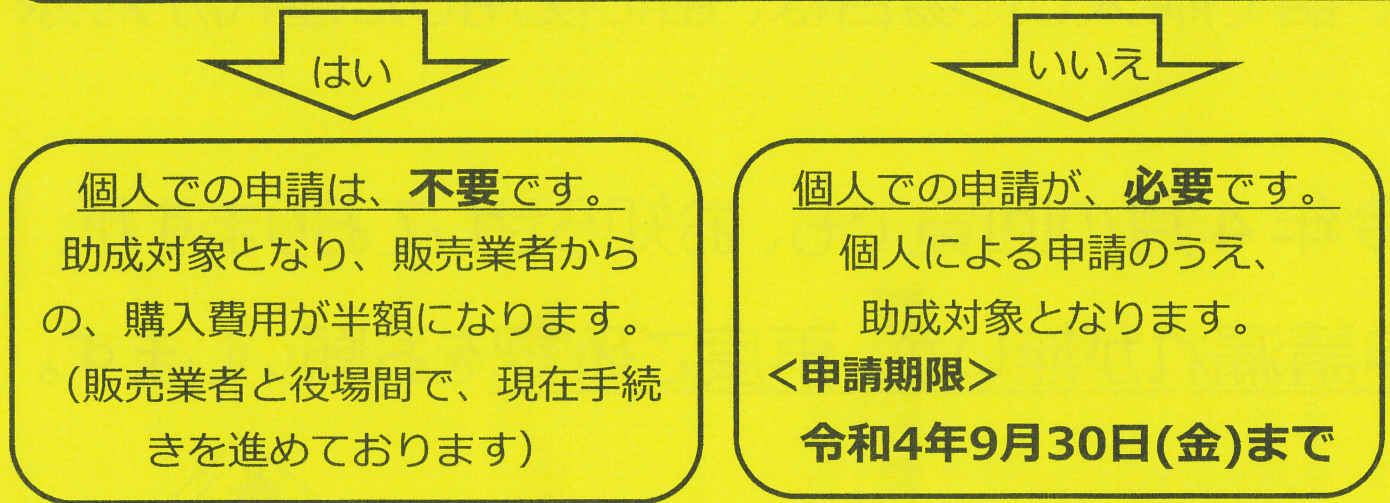 はい
個人での申請は、不要です。
助成対象となり、販売業者から
の、購入費用が半額になります。
（販売業者と役場間で、現在手続
きを進めております）
いいえ
個人での申請が、必要です。
個人による申請のうえ、
助成対象となります。
＜申請期限＞
令和4年9月30日(金)まで